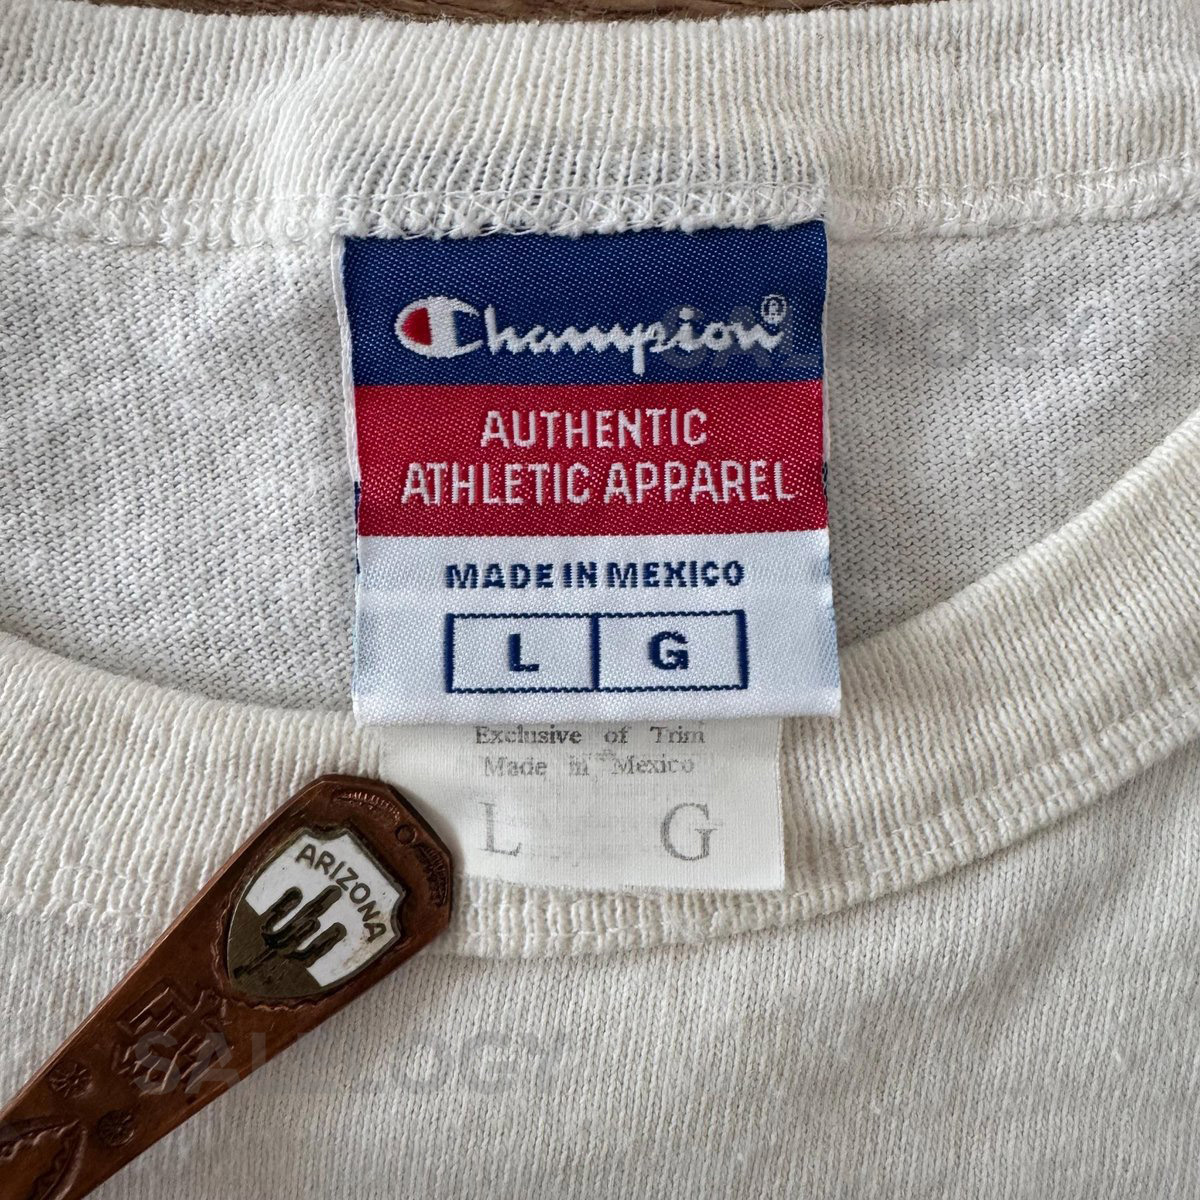 Champion®
AUTHENTIC
ATHLETIC APPAREL
MADE IN MEXICO
L G
Exclusive of Trim
Made in Mexico
L G
ARIZONA